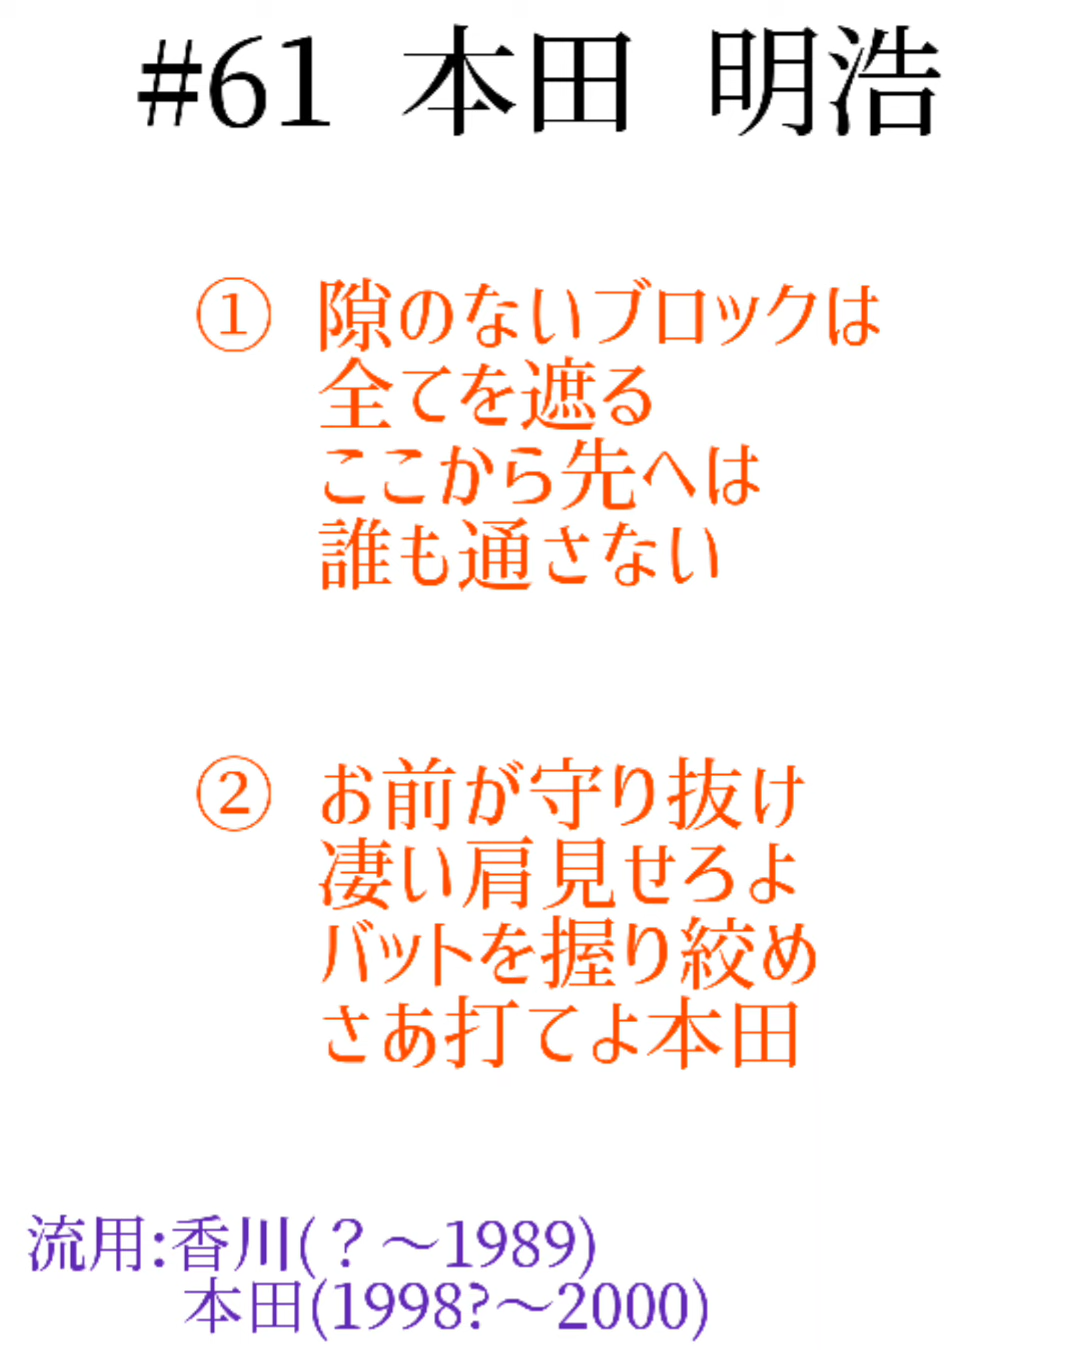 #61 本田 明浩
① 隙のないブロックは
全てを遮る
ここから先へは
誰も通さない
② お前が守り抜け
凄い肩見せろよ
バットを握り絞め
さあ打てよ本田
流用:香川(？～1989)
本田(1998?～2000)